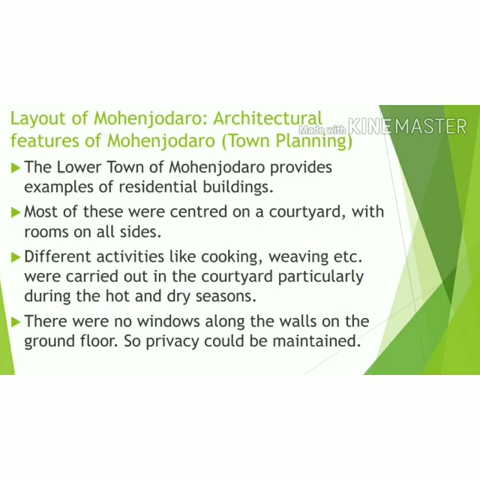 Layout of Mohenjodaro: Architectural
features of Mohenjodaro (Town Planning)
Made with KINEMASTER
The Lower Town of Mohenjodaro provides
examples of residential buildings.
Most of these were centred on a courtyard, with
rooms on all sides.
Different activities like cooking, weaving etc.
were carried out in the courtyard particularly
during the hot and dry seasons.
There were no windows along the walls on the
ground floor. So privacy could be maintained.